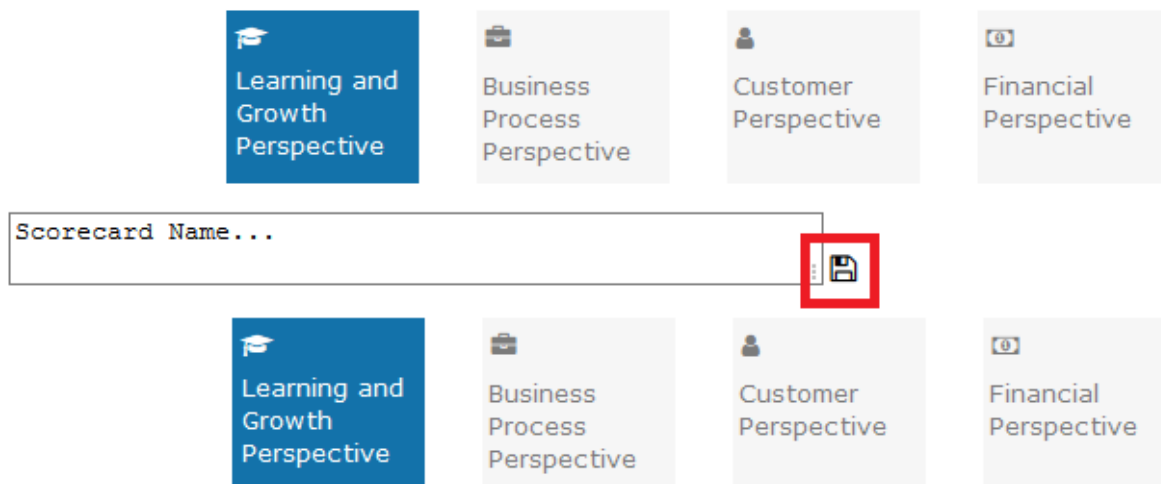 Learning and
Growth
Perspective
Business
Process
Perspective
Customer
Perspective
Financial
Perspective
Scorecard Name...
Learning and
Growth
Perspective
Business
Process
Perspective
Customer
Perspective
Financial
Perspective